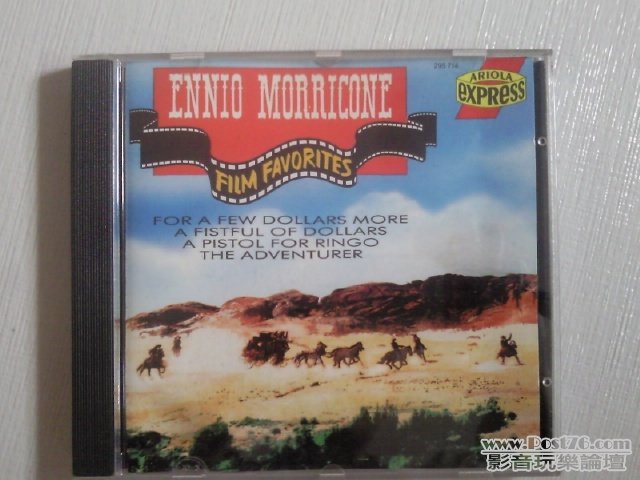 ENNIO MORRICONE
FILM FAVORITES
295 774
ARIOLA
EXPRESS
FOR A FEW DOLLARS MORE
A FISTFUL OF DOLLARS
A PISTOL FOR RINGO
THE ADVENTURER
www.Post76.com
影音玩樂論壇